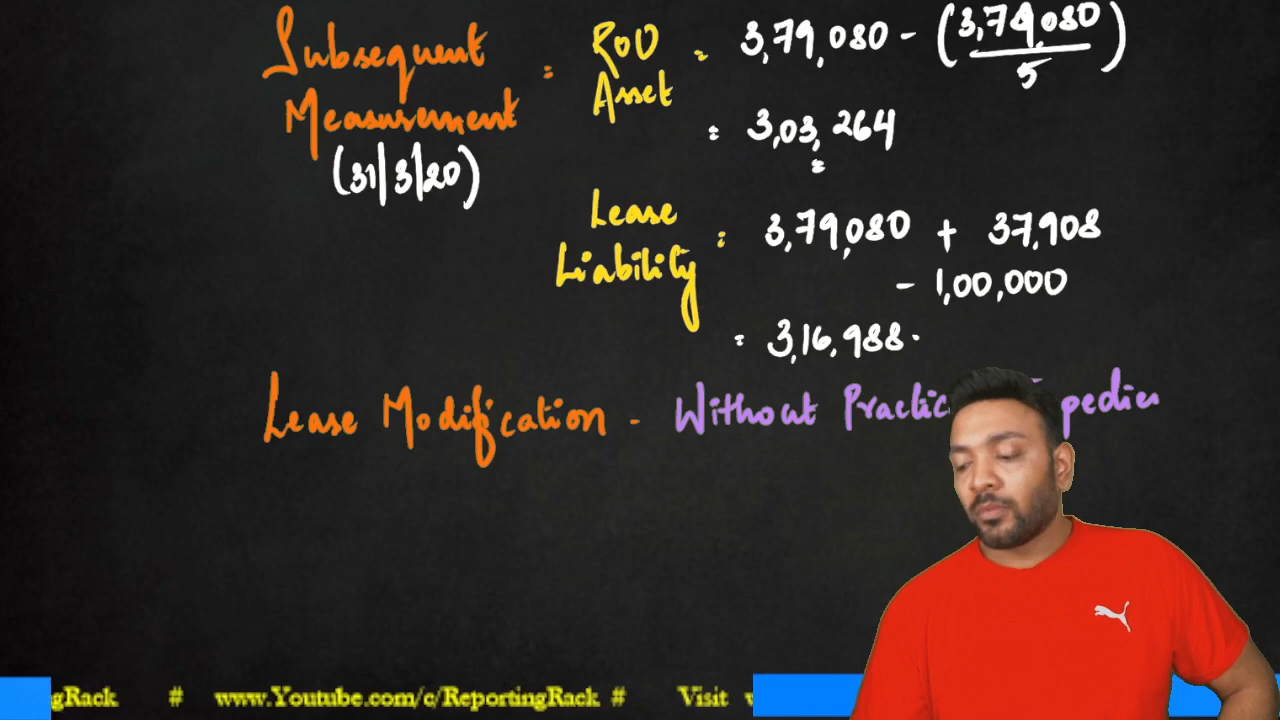 Subsequent Measurement (31/3/20) = ROU Asset = 3,79,080 - (3,79,080 / 5)
= 3,03,264
=
Lease Liability = 3,79,080 + 37,908
- 1,00,000
= 3,16,988.
Lease Modification - Without
gRack # www.Youtube.com/c/ReportingRack # Visit